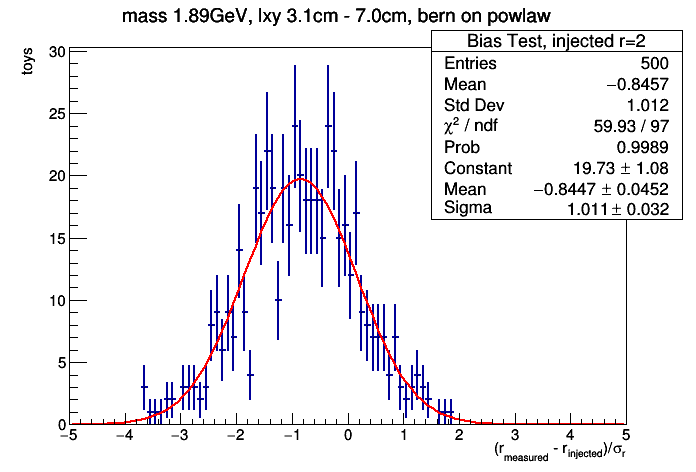 mass 1.89GeV, lxy 3.1cm - 7.0cm, bern on powlaw
Bias Test, injected r=2
Entries 500
Mean −0.8457
Std Dev 1.012
χ² / ndf 59.93 / 97
Prob 0.9989
Constant 19.73 ± 1.08
Mean −0.8447 ± 0.0452
Sigma 1.011 ± 0.032
toys
30
25
20
15
10
5
0
−5 −4 −3 −2 −1 0 1 2 3 4 5
(r_measured - r_injected)/σ_r